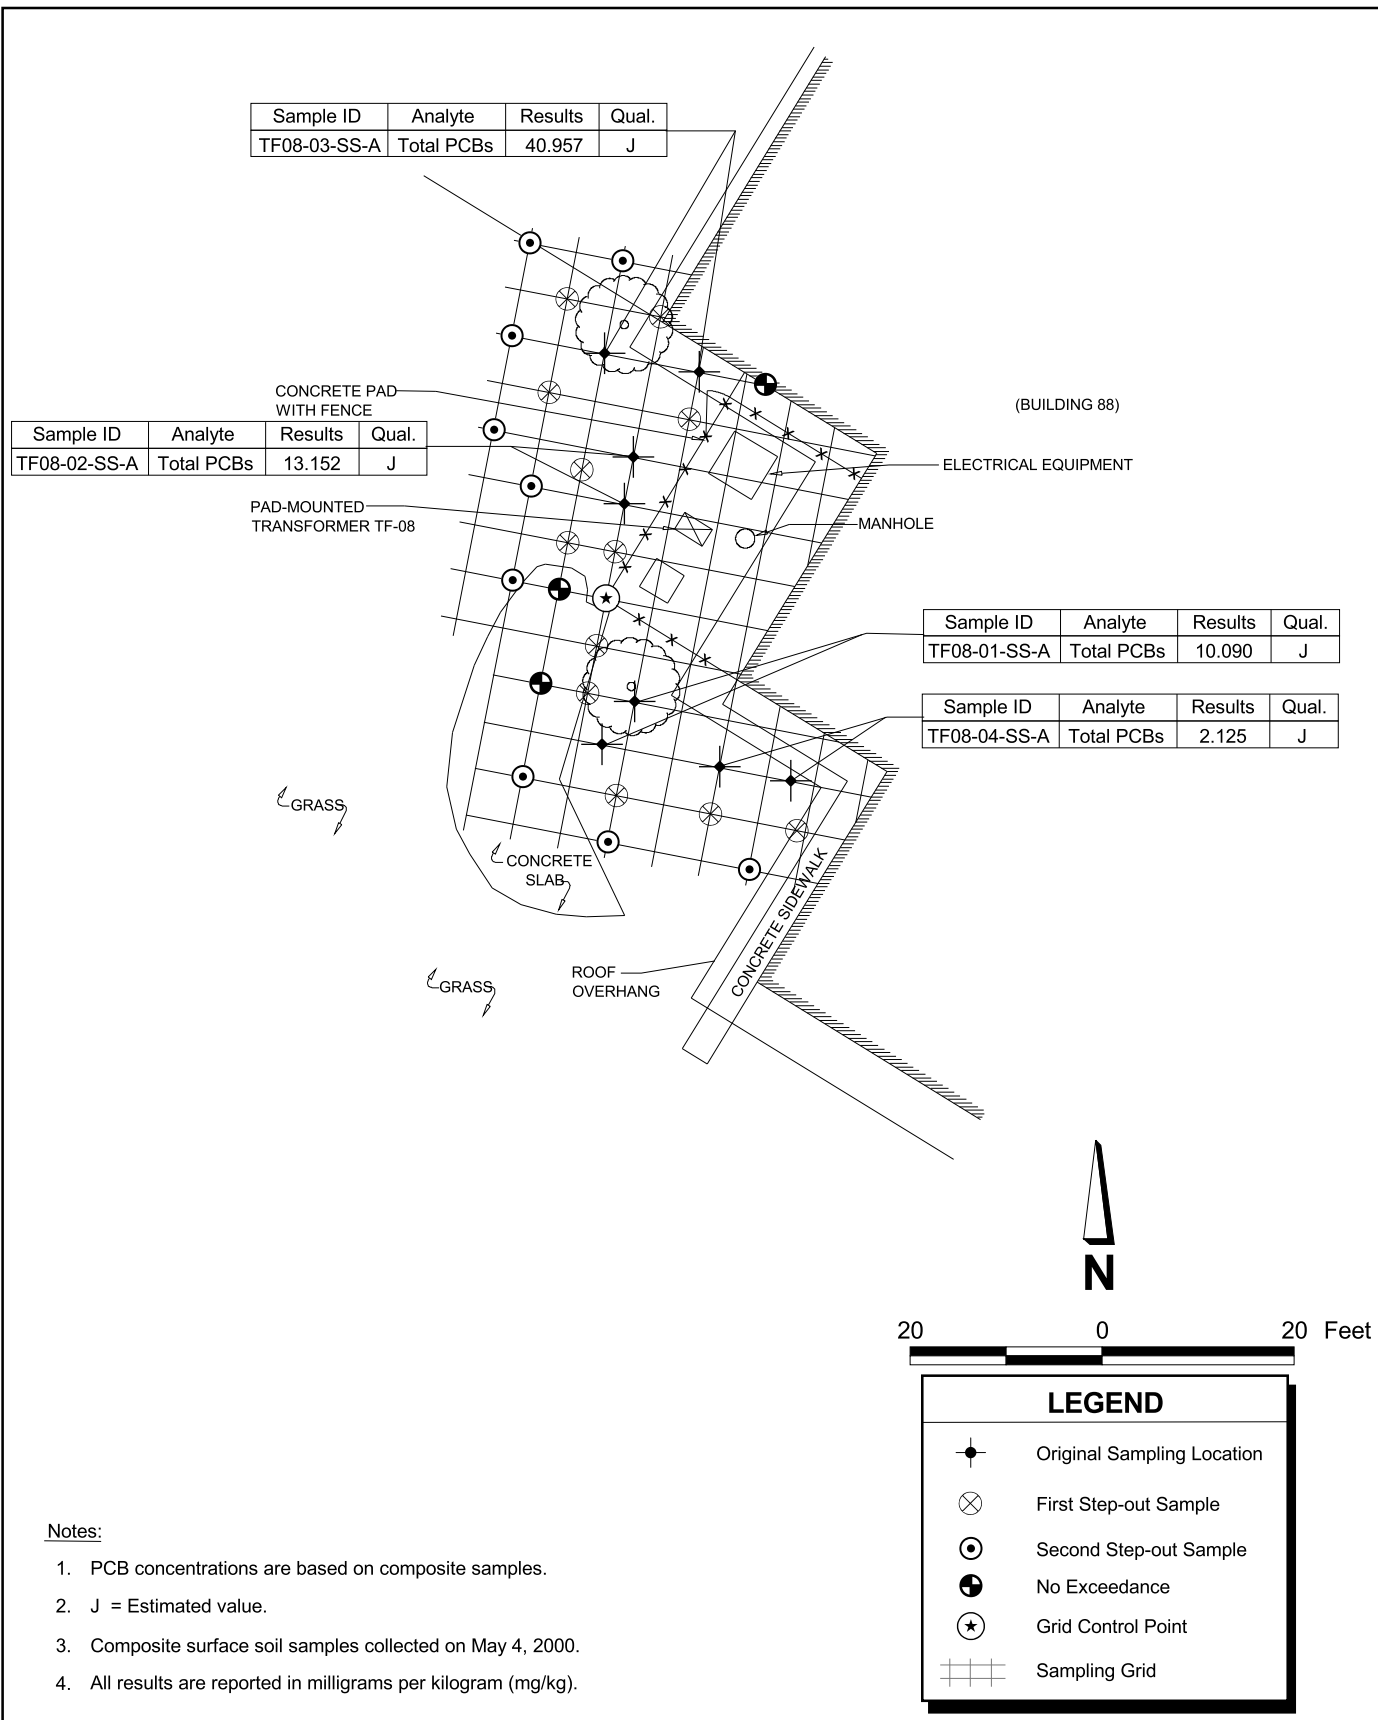 Sample ID Analyte Results Qual.
TF08-03-SS-A Total PCBs 40.957 J
CONCRETE PAD
WITH FENCE
(BUILDING 88)
Sample ID Analyte Results Qual.
TF08-02-SS-A Total PCBs 13.152 J
ELECTRICAL EQUIPMENT
PAD-MOUNTED
TRANSFORMER TF-08
MANHOLE
Sample ID Analyte Results Qual.
TF08-01-SS-A Total PCBs 10.090 J
Sample ID Analyte Results Qual.
TF08-04-SS-A Total PCBs 2.125 J
GRASS
CONCRETE
SLAB
CONCRETE SIDEWALK
GRASS
ROOF
OVERHANG
N
20 0 20 Feet
LEGEND
Original Sampling Location
First Step-out Sample
Second Step-out Sample
No Exceedance
Grid Control Point
Sampling Grid
Notes:
1. PCB concentrations are based on composite samples.
2. J = Estimated value.
3. Composite surface soil samples collected on May 4, 2000.
4. All results are reported in milligrams per kilogram (mg/kg).